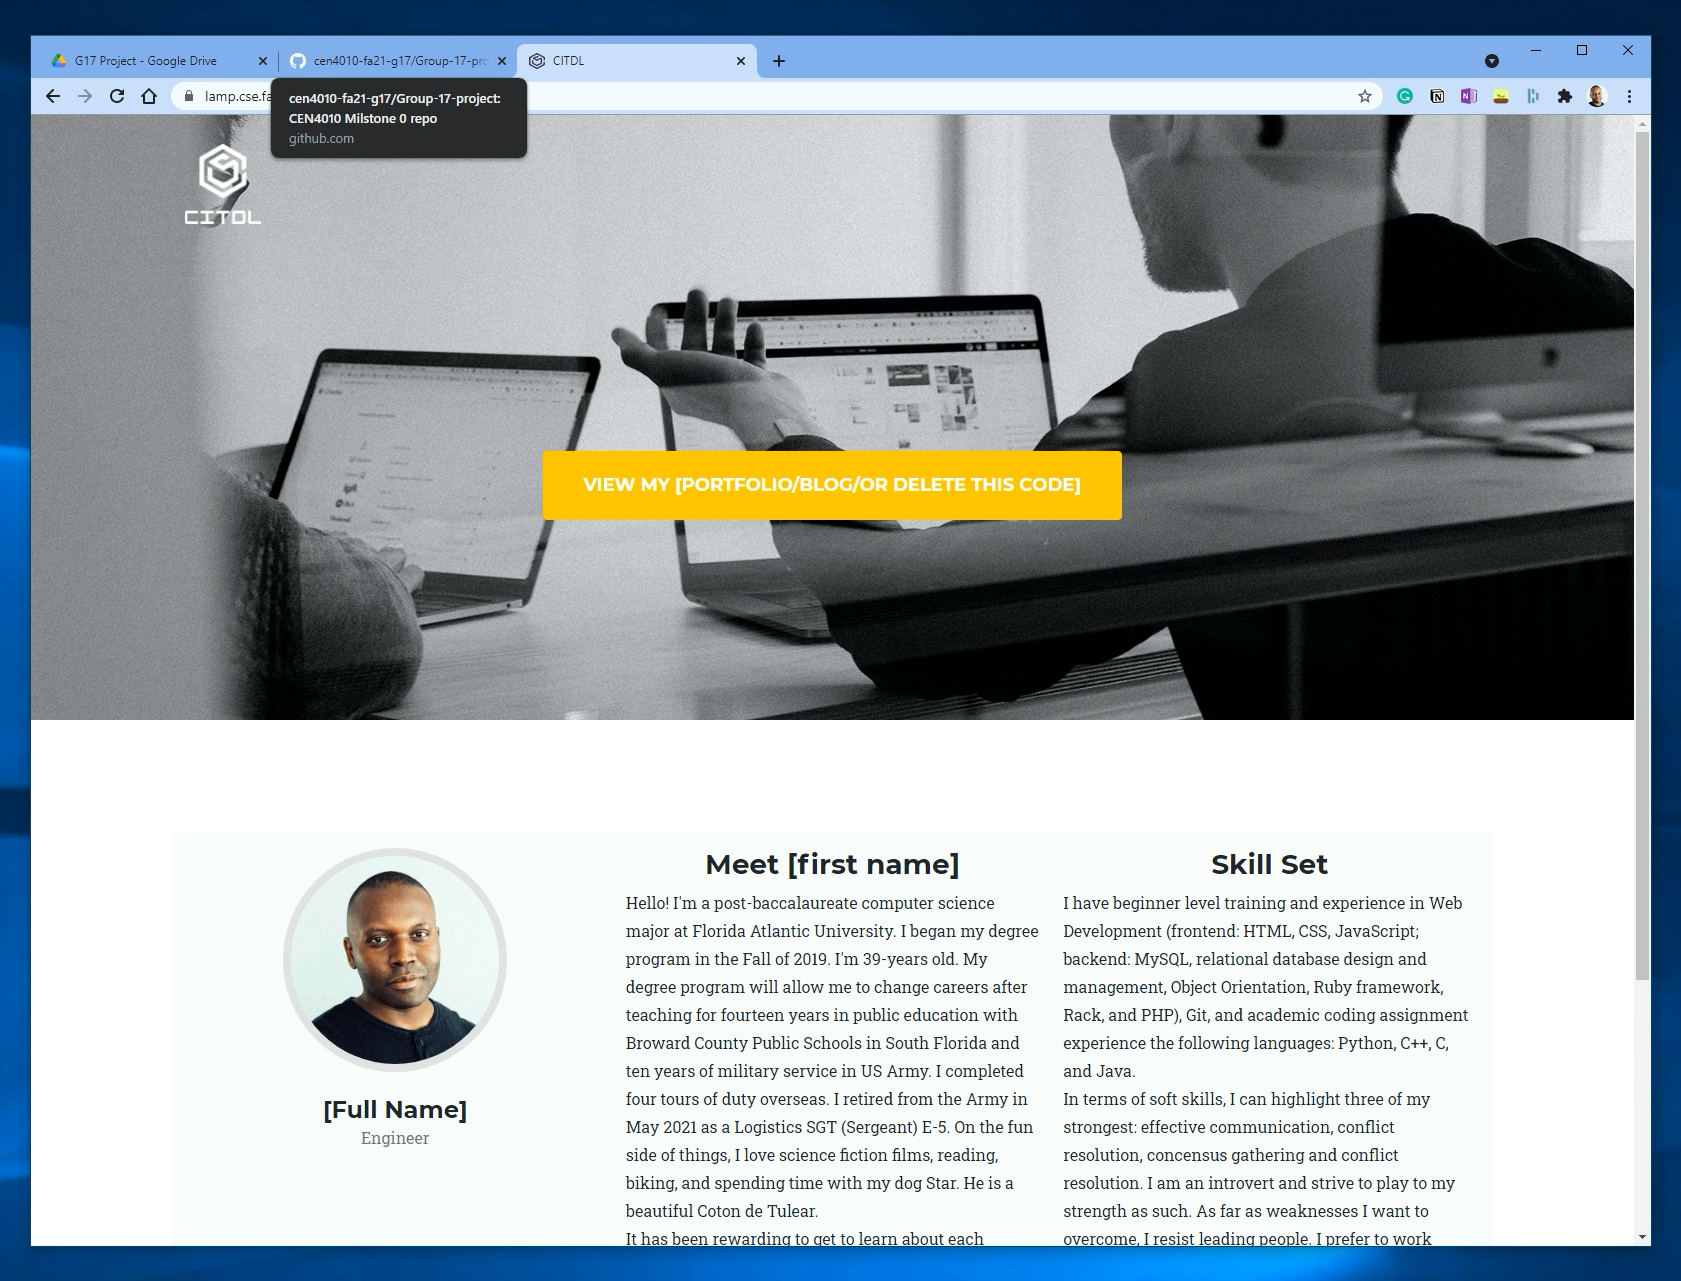 G17 Project - Google Drive
cen4010-fa21-g17/Group-17-pro
CITDL
lamp.cse.fa
cen4010-fa21-g17/Group-17-project:
CEN4010 Milstone 0 repo
github.com
CITDL
VIEW MY [PORTFOLIO/BLOG/OR DELETE THIS CODE]
[Full Name]
Engineer
Meet [first name]
Hello! I'm a post-baccalaureate computer science
major at Florida Atlantic University. I began my degree
program in the Fall of 2019. I'm 39-years old. My
degree program will allow me to change careers after
teaching for fourteen years in public education with
Broward County Public Schools in South Florida and
ten years of military service in US Army. I completed
four tours of duty overseas. I retired from the Army in
May 2021 as a Logistics SGT (Sergeant) E-5. On the fun
side of things, I love science fiction films, reading,
biking, and spending time with my dog Star. He is a
beautiful Coton de Tulear.
It has been rewarding to get to learn about each
Skill Set
I have beginner level training and experience in Web
Development (frontend: HTML, CSS, JavaScript;
backend: MySQL, relational database design and
management, Object Orientation, Ruby framework,
Rack, and PHP), Git, and academic coding assignment
experience the following languages: Python, C++, C,
and Java.
In terms of soft skills, I can highlight three of my
strongest: effective communication, conflict
resolution, concensus gathering and conflict
resolution. I am an introvert and strive to play to my
strength as such. As far as weaknesses I want to
overcome, I resist leading people. I prefer to work